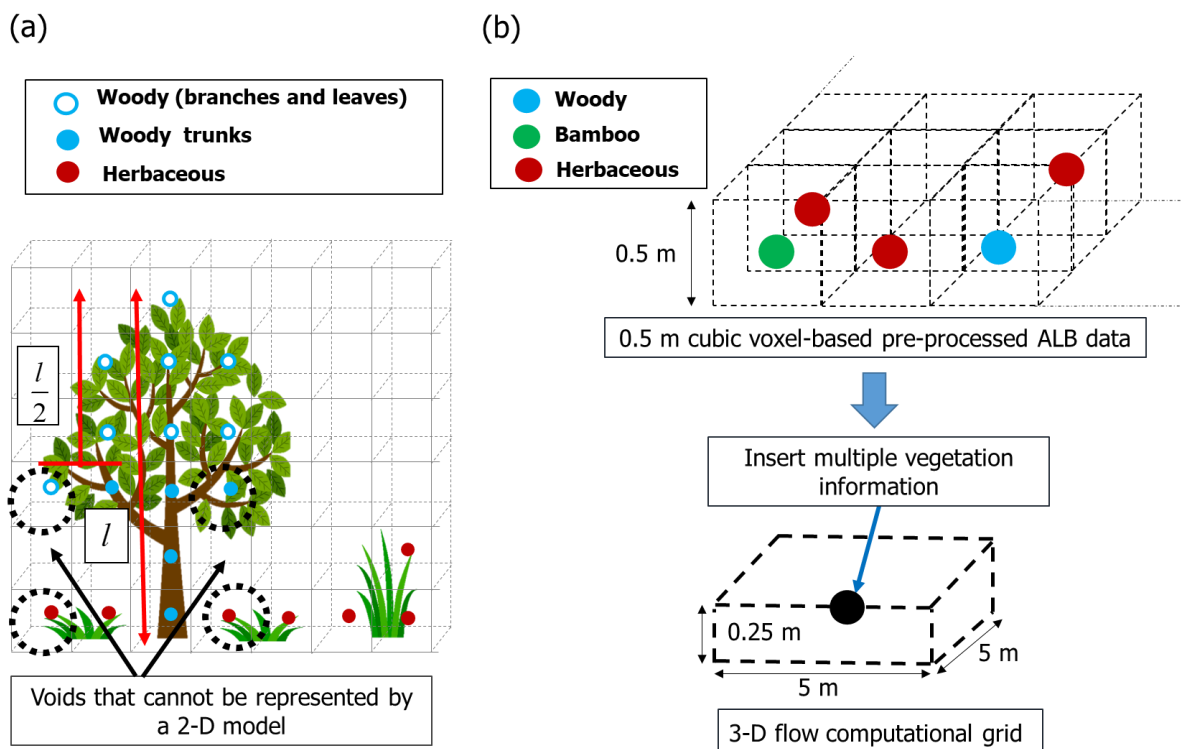 (a)
Woody (branches and leaves)
Woody trunks
Herbaceous
l
2
l
Voids that cannot be represented by
a 2-D model
(b)
Woody
Bamboo
Herbaceous
0.5 m
0.5 m cubic voxel-based pre-processed ALB data
Insert multiple vegetation
information
0.25 m
5 m
5 m
3-D flow computational grid